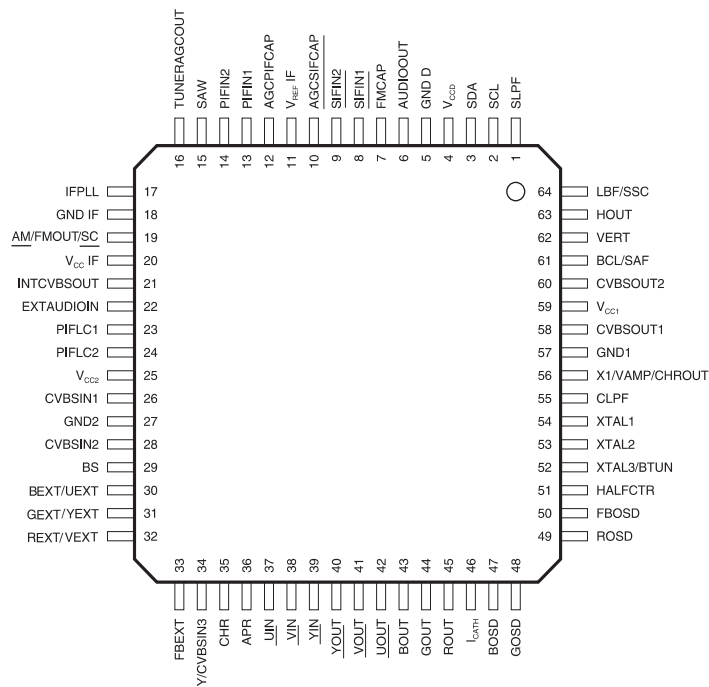 TUNERAGCOUT
SAW
PIFIN2
PIFIN1
AGCPIFCAP
VREF IF
AGCSIFCAP
SIFIN2
SIFIN1
FMCAP
AUDIOOUT
GND D
VCCD
SDA
SCL
SLPF
16 15 14 13 12 11 10 9 8 7 6 5 4 3 2 1
IFPLL 17
GND IF 18
AM/FMOUT/SC 19
VCC IF 20
INTCVBSOUT 21
EXTAUDIOIN 22
PIFLC1 23
PIFLC2 24
VCC2 25
CVBSIN1 26
GND2 27
CVBSIN2 28
BS 29
BEXT/UEXT 30
GEXT/YEXT 31
REXT/VEXT 32
64 LBF/SSC
63 HOUT
62 VERT
61 BCL/SAF
60 CVBSOUT2
59 VCC1
58 CVBSOUT1
57 GND1
56 X1/VAMP/CHROUT
55 CLPF
54 XTAL1
53 XTAL2
52 XTAL3/BTUN
51 HALFCTR
50 FBOSD
49 ROSD
33 34 35 36 37 38 39 40 41 42 43 44 45 46 47 48
FBEXT
Y/CVBSIN3
CHR
APR
UIN
VIN
YIN
YOUT
VOUT
UOUT
BOUT
GOUT
ROUT
ICATH
BOSD
GOSD